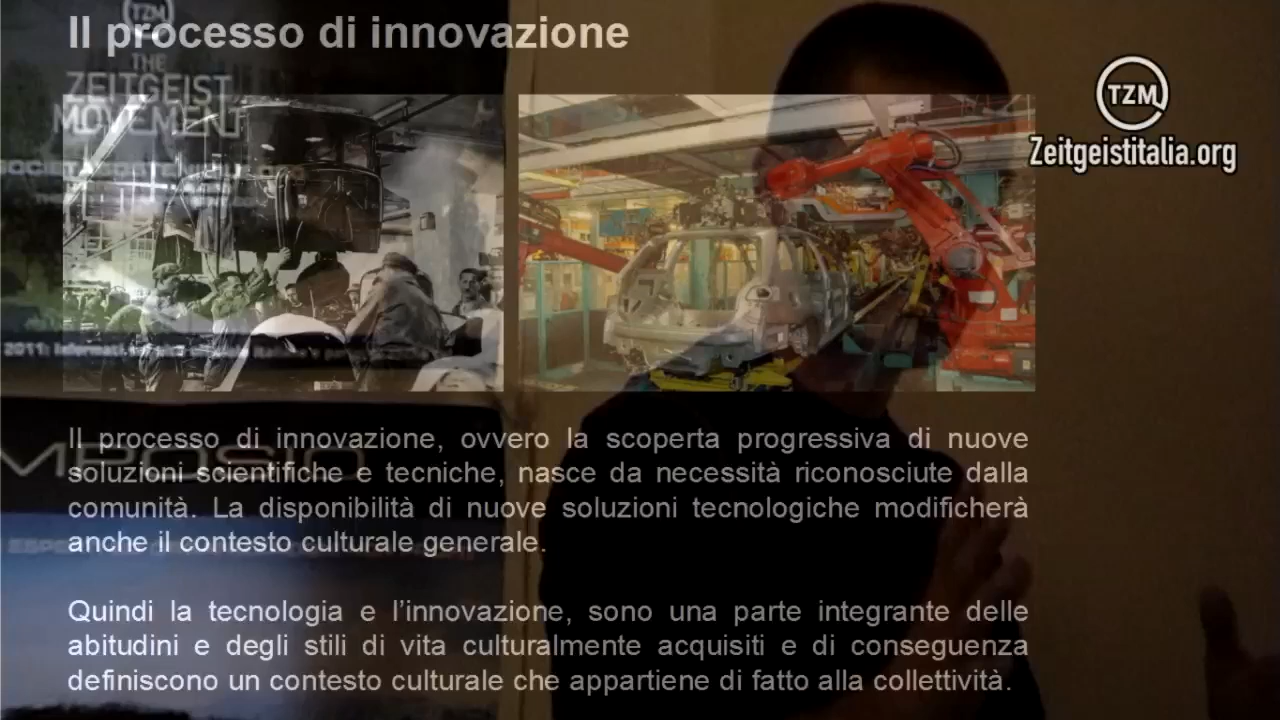 Il processo di innovazione
TZM
THE
ZEITGEIST
MOVEMENT
TZM
Zeitgeistitalia.org
Il processo di innovazione, ovvero la scoperta progressiva di nuove
soluzioni scientifiche e tecniche, nasce da necessità riconosciute dalla
comunità. La disponibilità di nuove soluzioni tecnologiche modificherà
anche il contesto culturale generale.
Quindi la tecnologia e l’innovazione, sono una parte integrante delle
abitudini e degli stili di vita culturalmente acquisiti e di conseguenza
definiscono un contesto culturale che appartiene di fatto alla collettività.